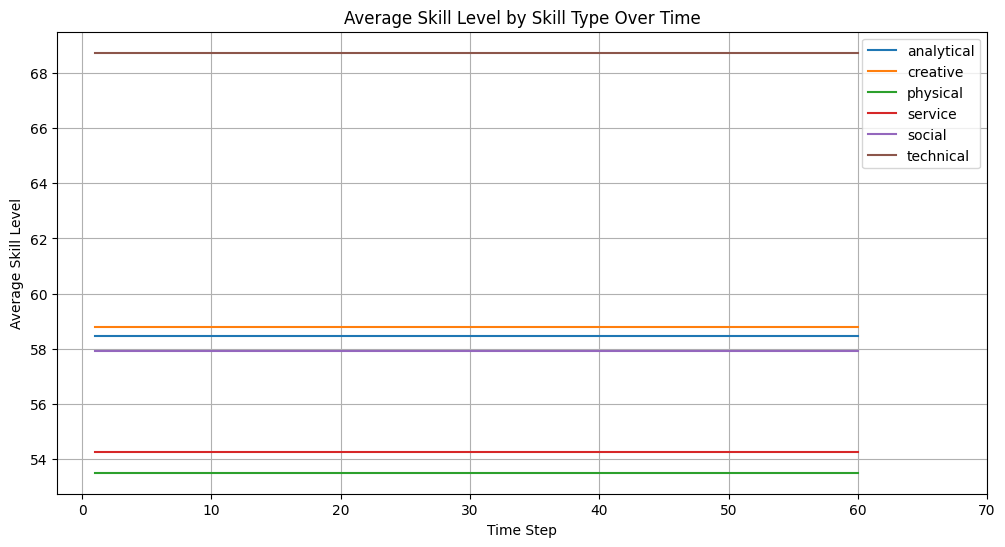 Average Skill Level by Skill Type Over Time
Average Skill Level
68
66
64
62
60
58
56
54
0
10
20
30
40
50
60
70
Time Step
analytical
creative
physical
service
social
technical